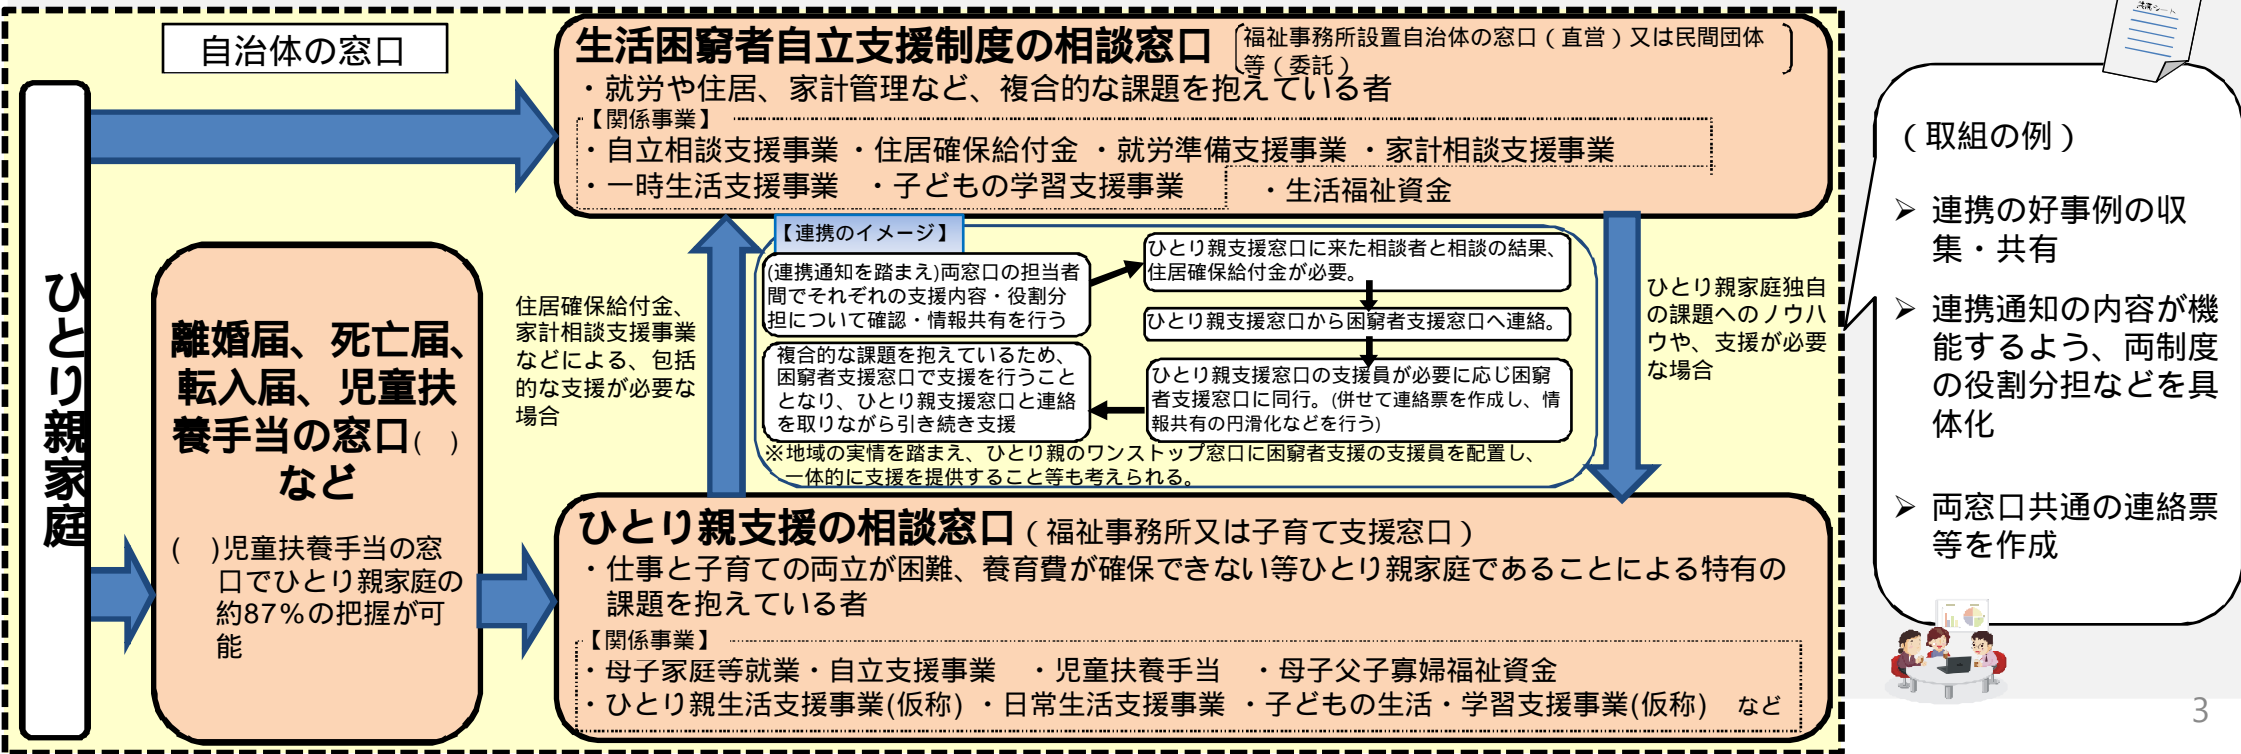 自治体の窓口
ひとり親家庭
離婚届、死亡届、
転入届、児童扶
養手当の窓口( )
など
( )児童扶養手当の窓
口でひとり親家庭の
約87%の把握が可
能
生活困窮者自立支援制度の相談窓口
福祉事務所設置自治体の窓口(直営)又は民間団体
等(委託)
・就労や住居、家計管理など、複合的な課題を抱えている者
【関係事業】
・自立相談支援事業 ・住居確保給付金 ・就労準備支援事業 ・家計相談支援事業
・一時生活支援事業 ・子どもの学習支援事業 ・生活福祉資金
住居確保給付金、
家計相談支援事業
などによる、包括
的な支援が必要な
場合
【連携のイメージ】
(連携通知を踏まえ)両窓口の担当者
間でそれぞれの支援内容・役割分
担について確認・情報共有を行う
ひとり親支援窓口に来た相談者と相談の結果、
住居確保給付金が必要。
ひとり親支援窓口から困窮者支援窓口へ連絡。
ひとり親支援窓口の支援員が必要に応じ困窮
者支援窓口に同行。(併せて連絡票を作成し、情
報共有の円滑化などを行う)
複合的な課題を抱えているため、
困窮者支援窓口で支援を行うこと
となり、ひとり親支援窓口と連絡
を取りながら引き続き支援
※地域の実情を踏まえ、ひとり親のワンストップ窓口に困窮者支援の支援員を配置し、
一体的に支援を提供すること等も考えられる。
ひとり親家庭独自
の課題へのノウハ
ウや、支援が必要
な場合
ひとり親支援の相談窓口(福祉事務所又は子育て支援窓口)
・仕事と子育ての両立が困難、養育費が確保できない等ひとり親家庭であることによる特有の
課題を抱えている者
【関係事業】
・母子家庭等就業・自立支援事業 ・児童扶養手当 ・母子父子寡婦福祉資金
・ひとり親生活支援事業(仮称) ・日常生活支援事業 ・子どもの生活・学習支援事業(仮称) など
(取組の例)
➢ 連携の好事例の収
集・共有
➢ 連携通知の内容が機
能するよう、両制度
の役割分担などを具
体化
➢ 両窓口共通の連絡票
等を作成
3